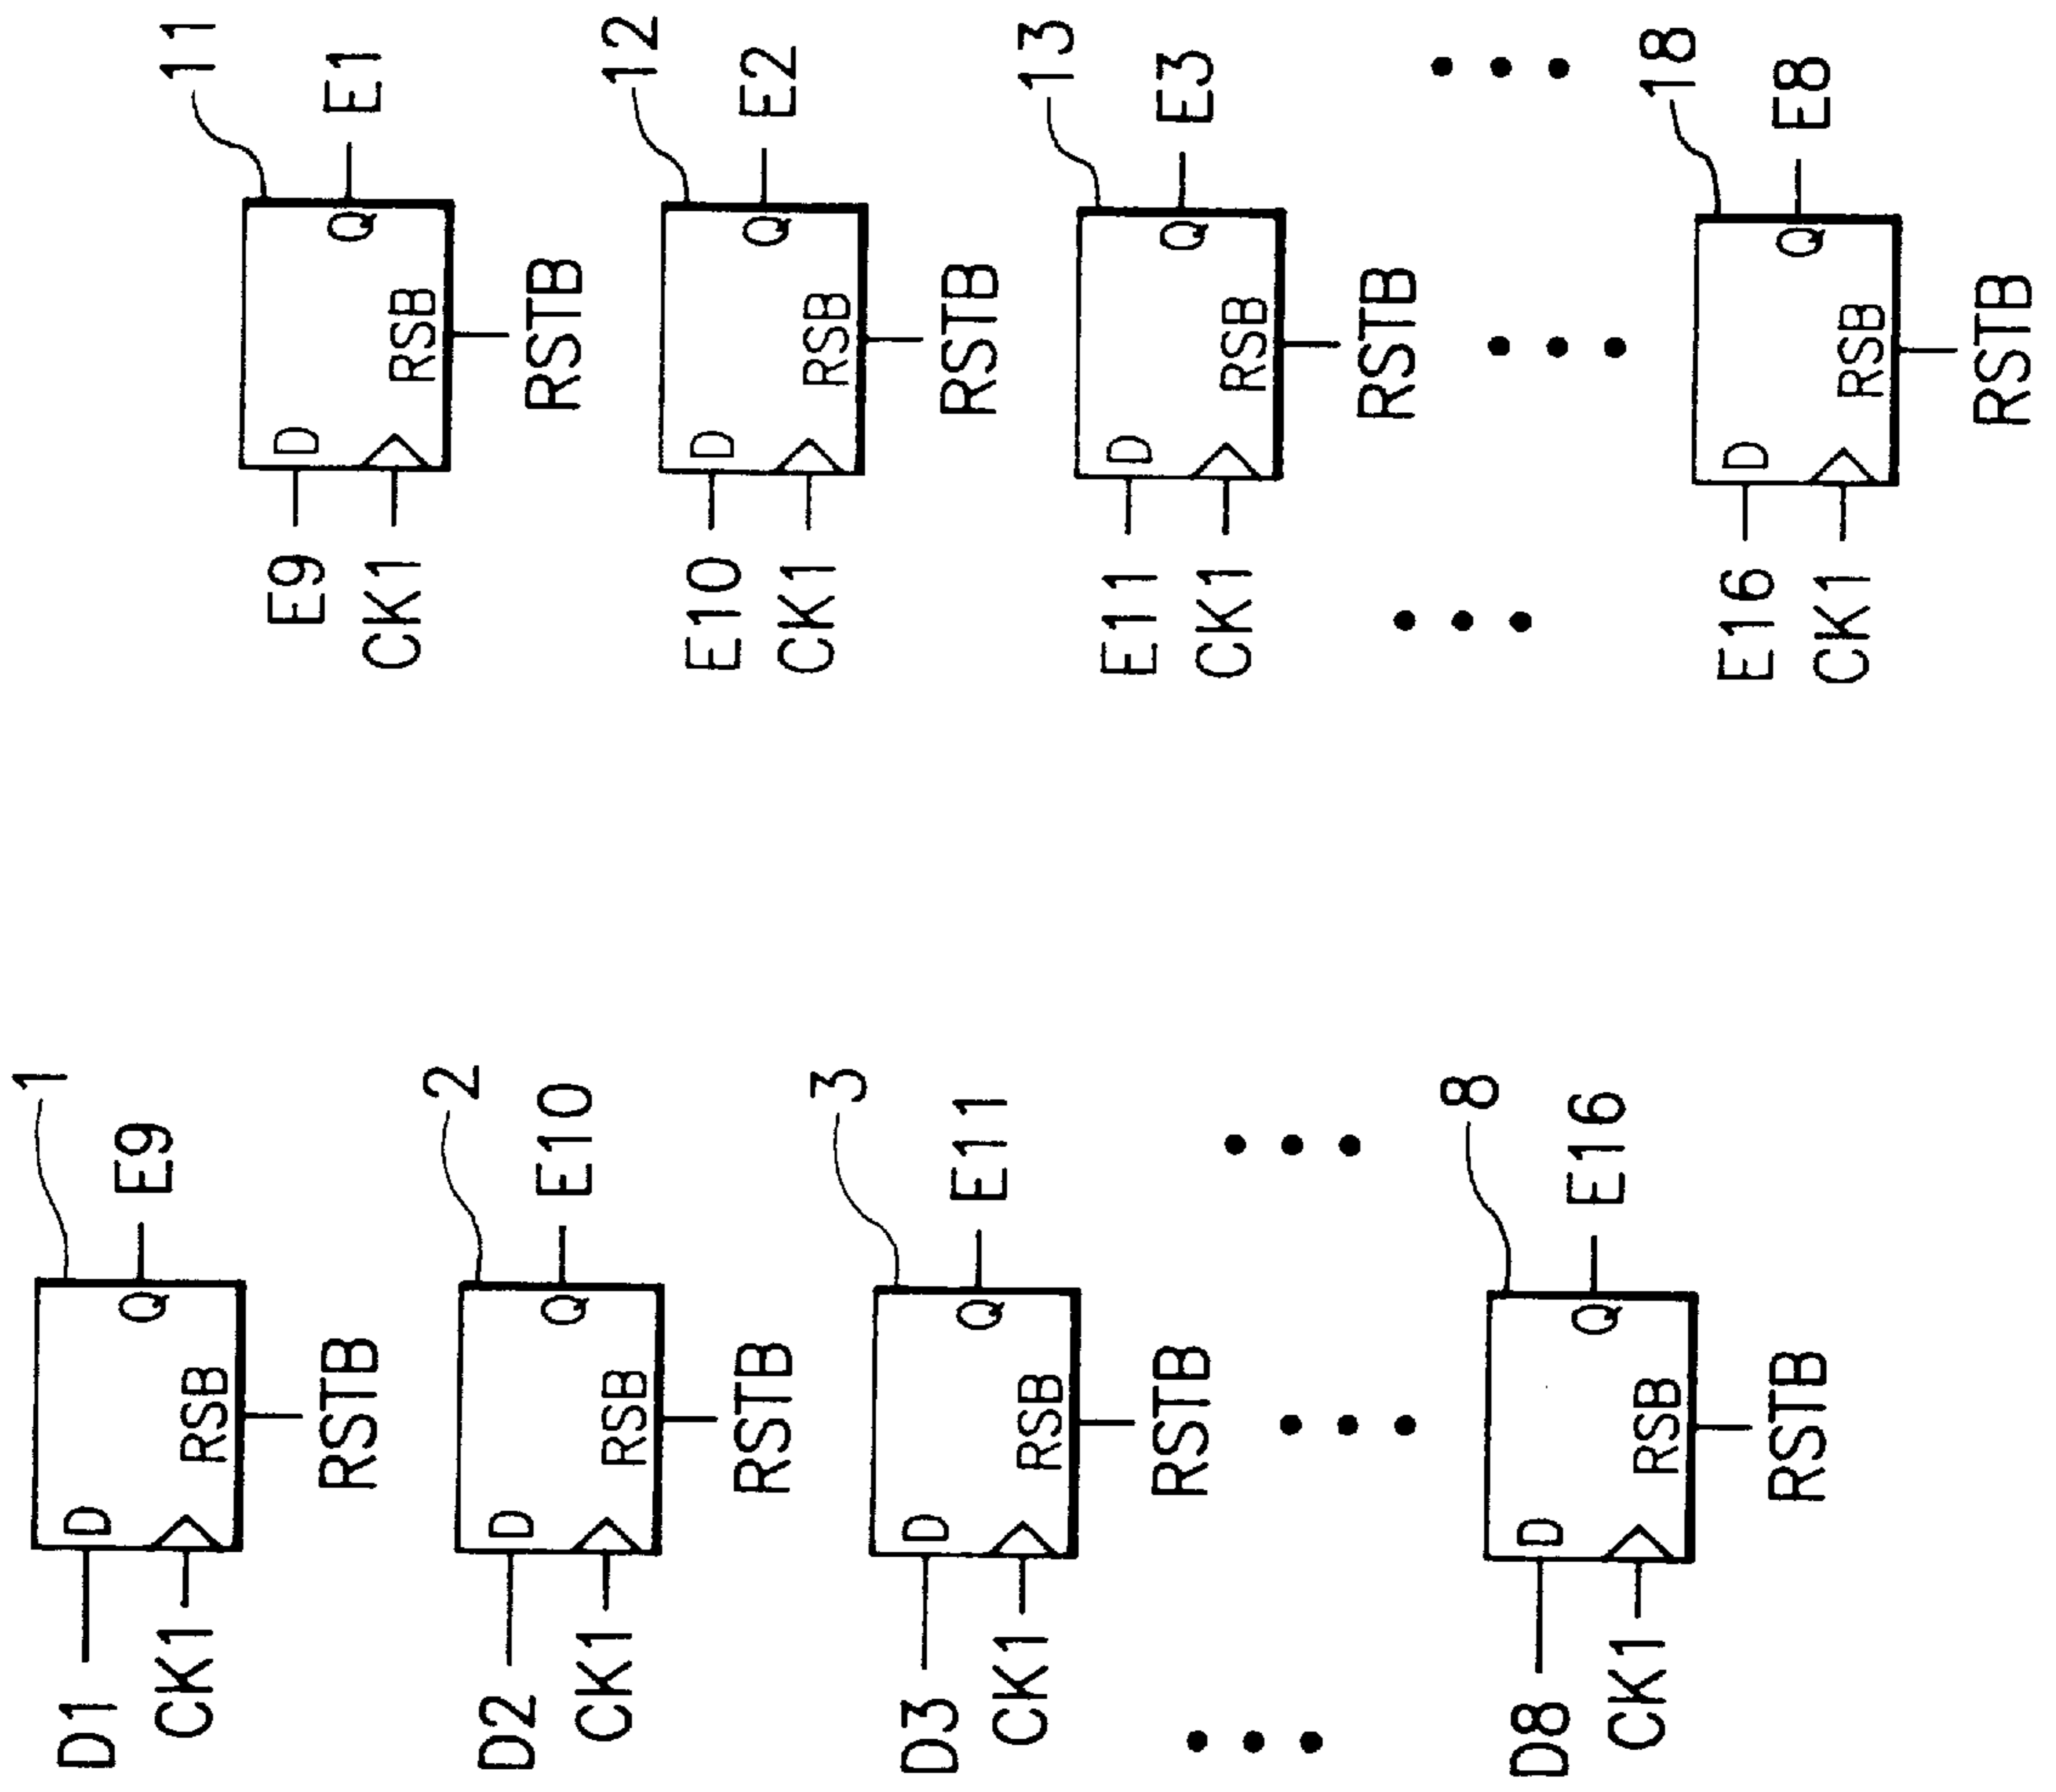 1
D1
D
Q
E9
CK1
RSB
RSTB
2
D2
D
Q
E10
CK1
RSB
RSTB
3
D3
D
Q
E11
CK1
RSB
RSTB
8
D8
D
Q
E16
CK1
RSB
RSTB
11
E9
D
Q
E1
CK1
RSB
RSTB
12
E10
D
Q
E2
CK1
RSB
RSTB
13
E11
D
Q
E3
CK1
RSB
RSTB
18
E16
D
Q
E8
CK1
RSB
RSTB